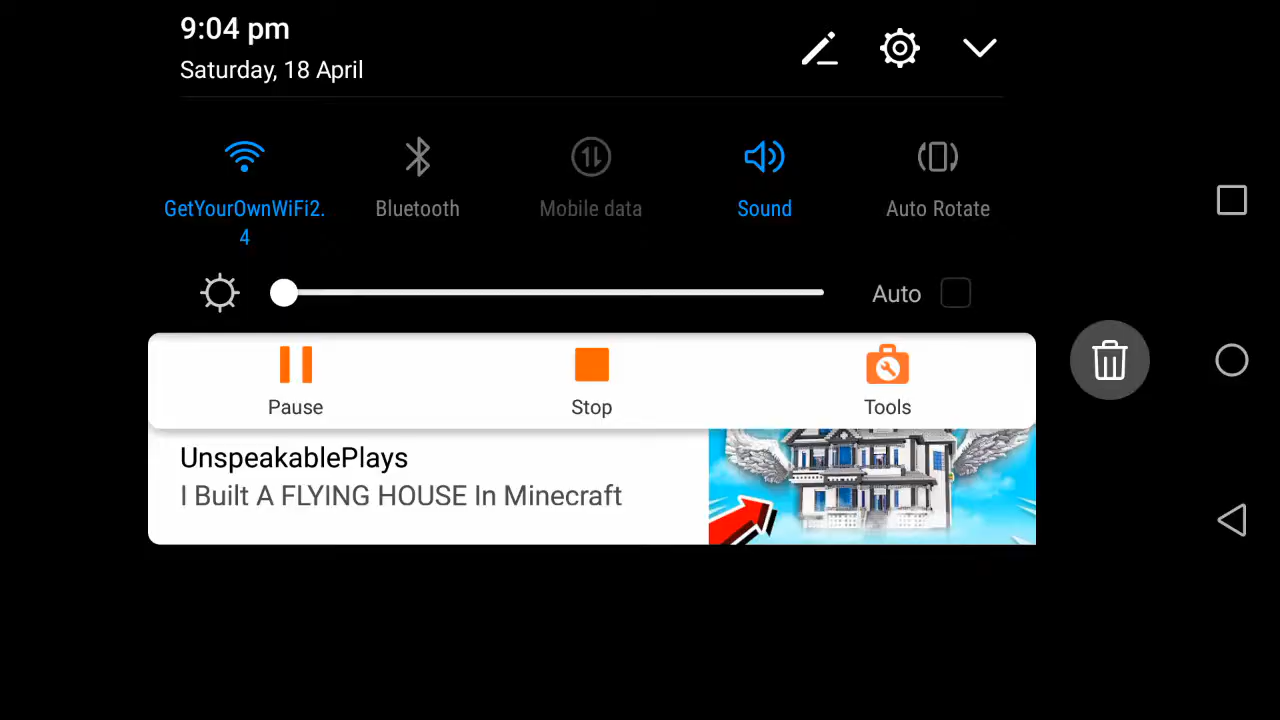 9:04 pm
Saturday, 18 April
GetYourOwnWiFi2.
4
Bluetooth
Mobile data
Sound
Auto Rotate
Auto
Pause
Stop
Tools
UnspeakablePlays
I Built A FLYING HOUSE In Minecraft